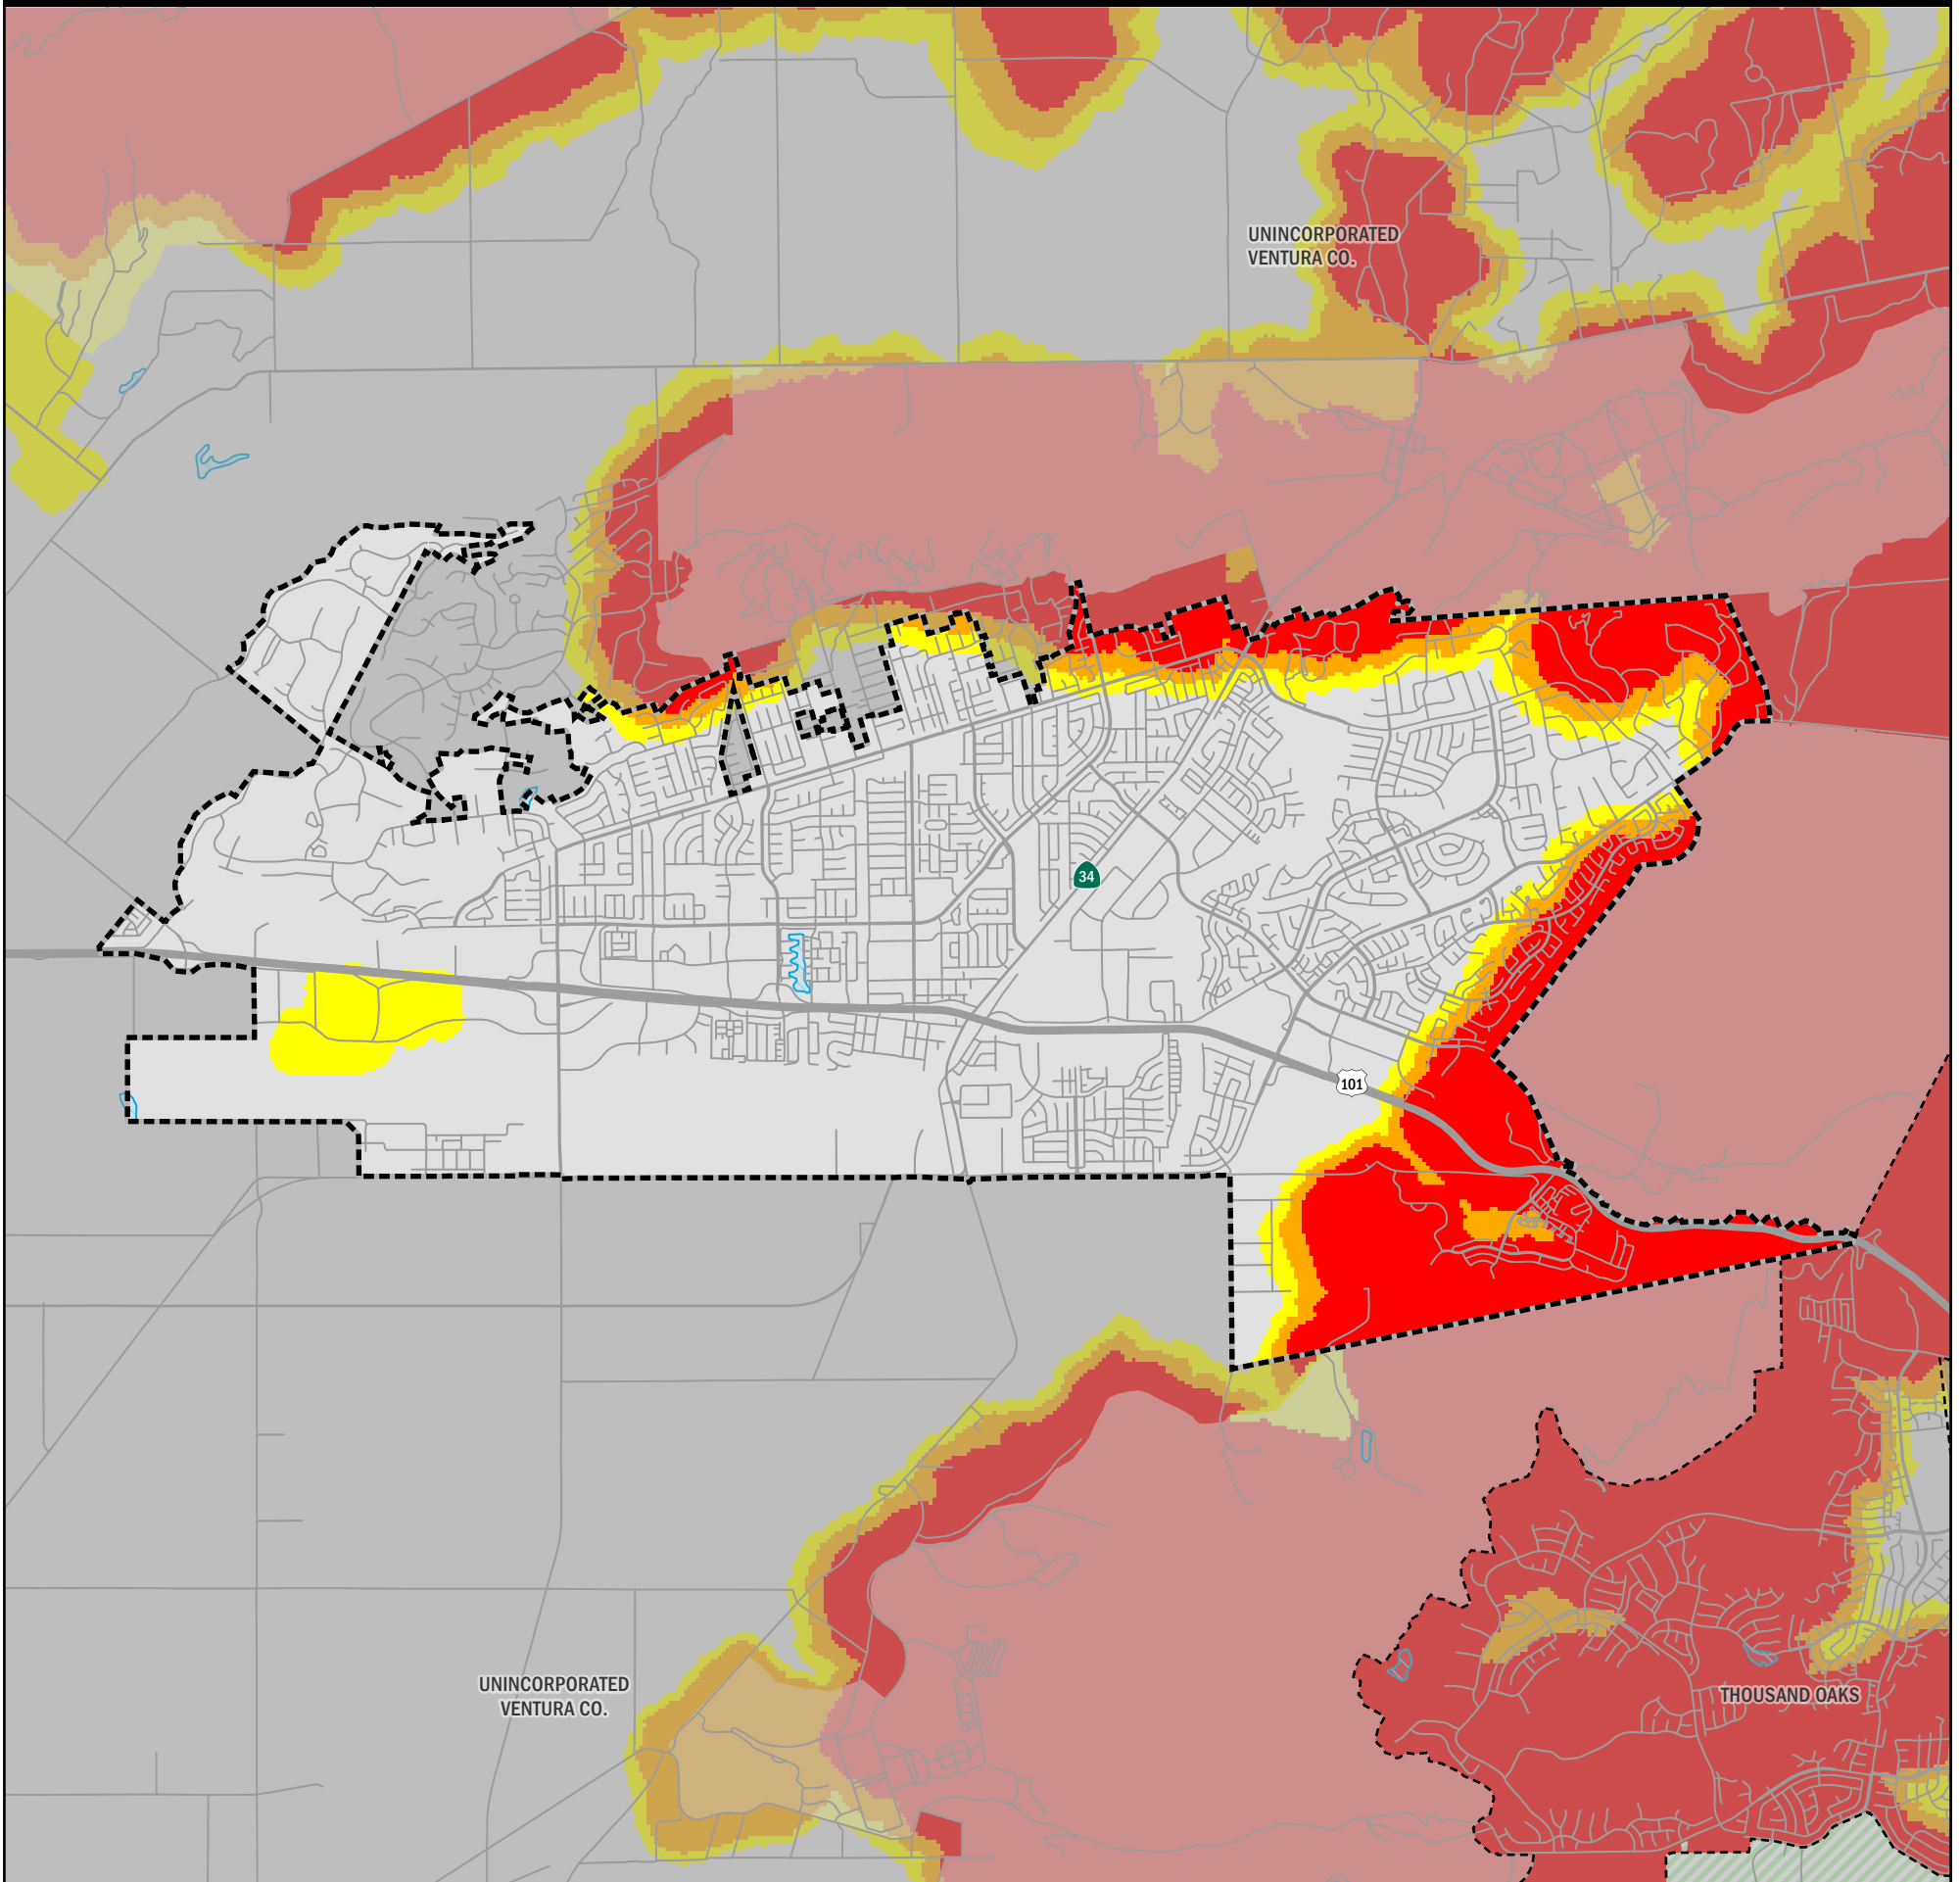 UNINCORPORATED
VENTURA CO.
34
101
UNINCORPORATED
VENTURA CO.
THOUSAND OAKS